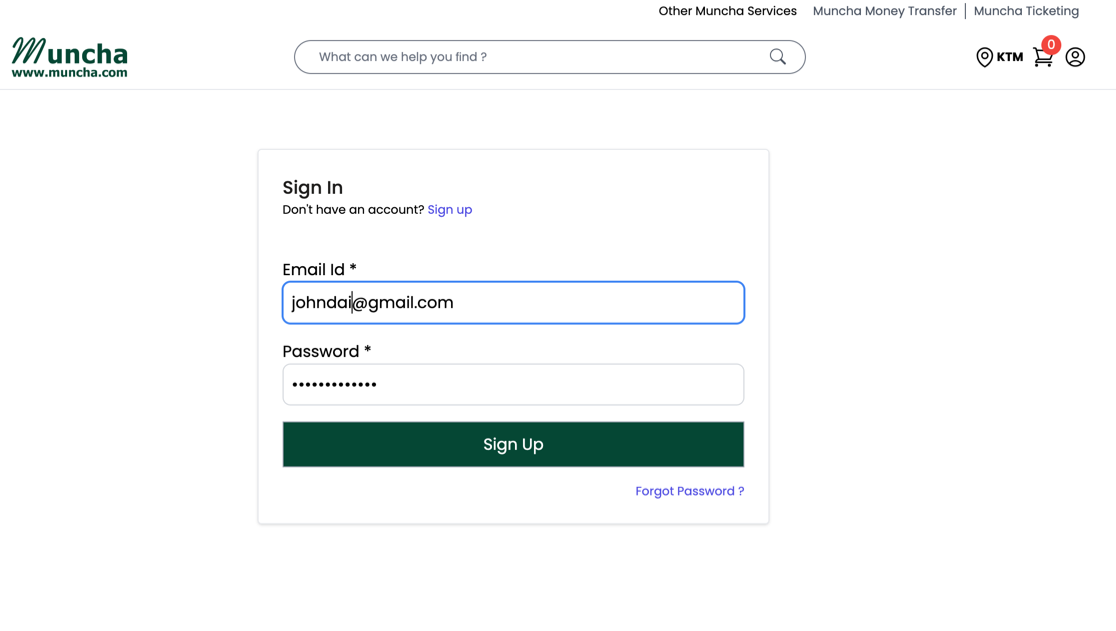 Other Muncha Services Muncha Money Transfer | Muncha Ticketing
Muncha
www.muncha.com
What can we help you find ?
KTM
0
Sign In
Don't have an account? Sign up
Email Id *
johndai@gmail.com
Password *
•••••••••••••
Sign Up
Forgot Password ?